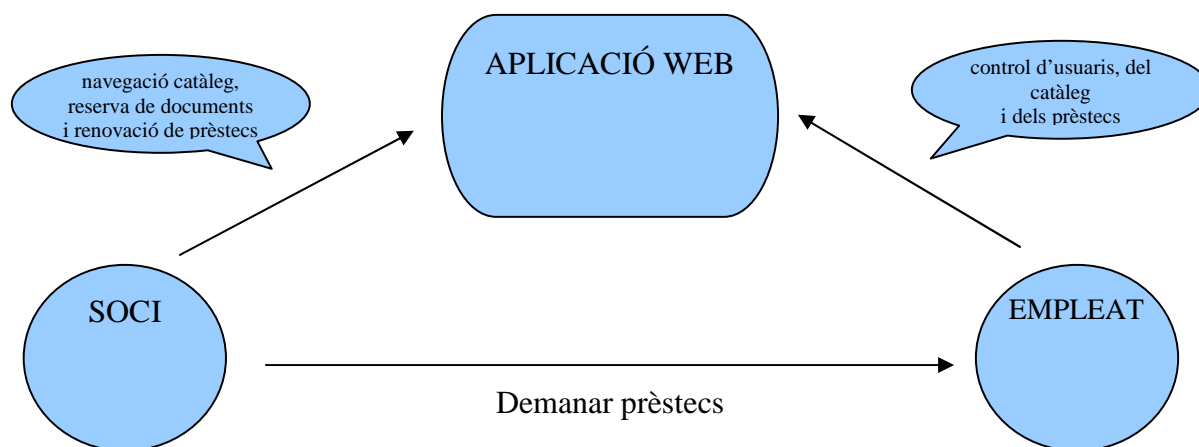 APLICACIÓ WEB
navegació catàleg,
reserva de documents
i renovació de prèstecs
control d’usuaris, del
catàleg
i dels prèstecs
SOCI
EMPLEAT
Demanar prèstecs